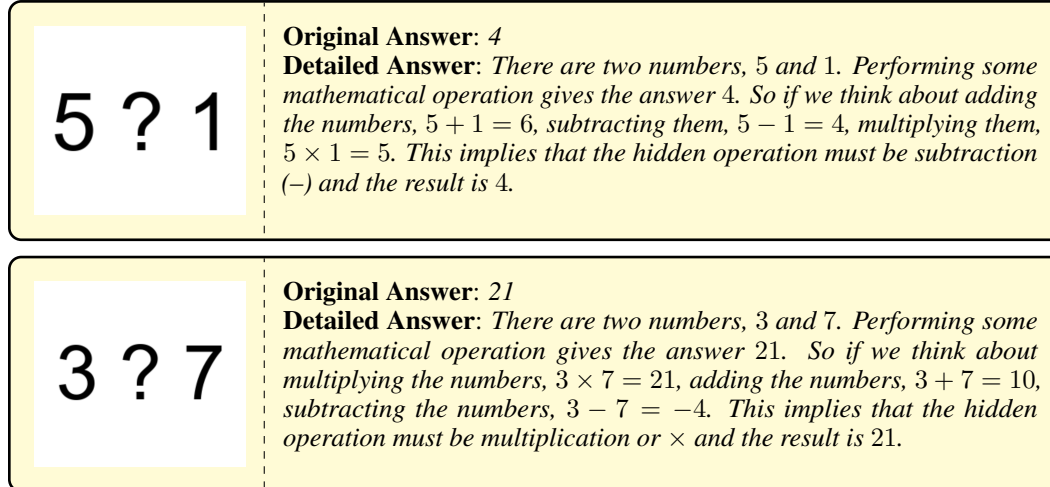 5 ? 1
Original Answer: 4
Detailed Answer: There are two numbers, 5 and 1. Performing some
mathematical operation gives the answer 4. So if we think about adding
the numbers, 5 + 1 = 6, subtracting them, 5 − 1 = 4, multiplying them,
5 × 1 = 5. This implies that the hidden operation must be subtraction
(–) and the result is 4.
3 ? 7
Original Answer: 21
Detailed Answer: There are two numbers, 3 and 7. Performing some
mathematical operation gives the answer 21. So if we think about
multiplying the numbers, 3 × 7 = 21, adding the numbers, 3 + 7 = 10,
subtracting the numbers, 3 − 7 = −4. This implies that the hidden
operation must be multiplication or × and the result is 21.